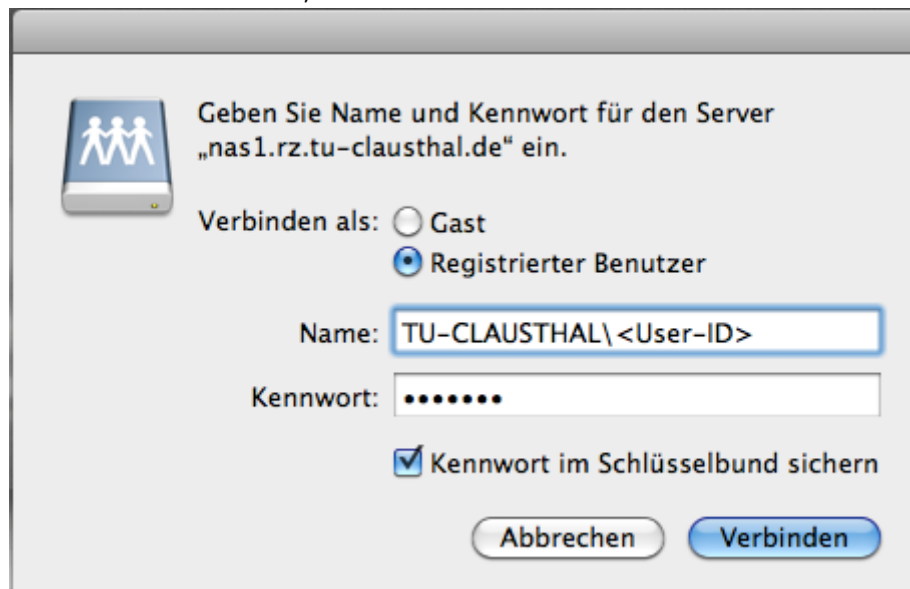 Geben Sie Name und Kennwort für den Server
„nas1.rz.tu-clausthal.de“ ein.
Verbinden als: Gast
Registrierter Benutzer
Name: TU-CLAUSTHAL\<User-ID>
Kennwort: •••••••
Kennwort im Schlüsselbund sichern
Abbrechen Verbinden